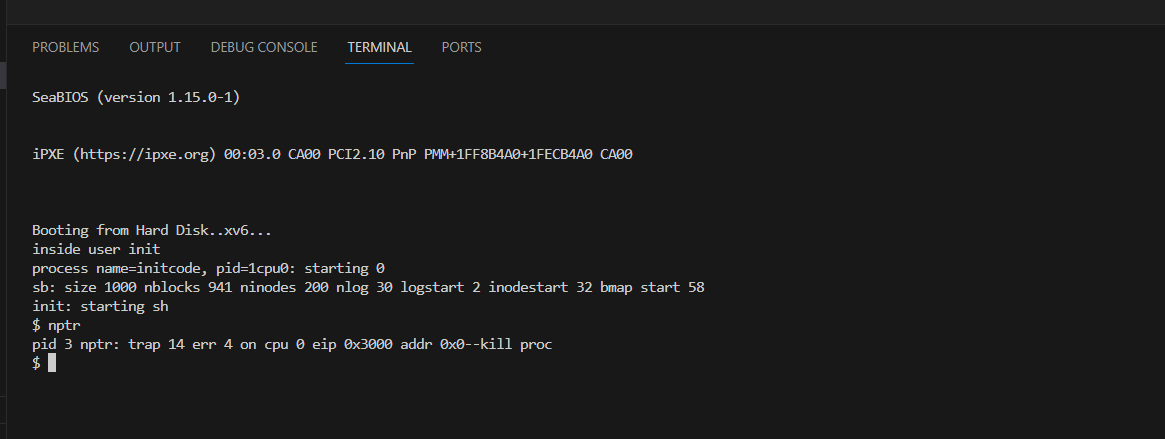 PROBLEMS OUTPUT DEBUG CONSOLE TERMINAL PORTS
SeaBIOS (version 1.15.0-1)
iPXE (https://ipxe.org) 00:03.0 CA00 PCI2.10 PnP PMM+1FF8B4A0+1FECB4A0 CA00
Booting from Hard Disk..xv6...
inside user init
process name=initcode, pid=1cpu0: starting 0
sb: size 1000 nblocks 941 ninodes 200 nlog 30 logstart 2 inodestart 32 bmap start 58
init: starting sh
$ nptr
pid 3 nptr: trap 14 err 4 on cpu 0 eip 0x3000 addr 0x0--kill proc
$